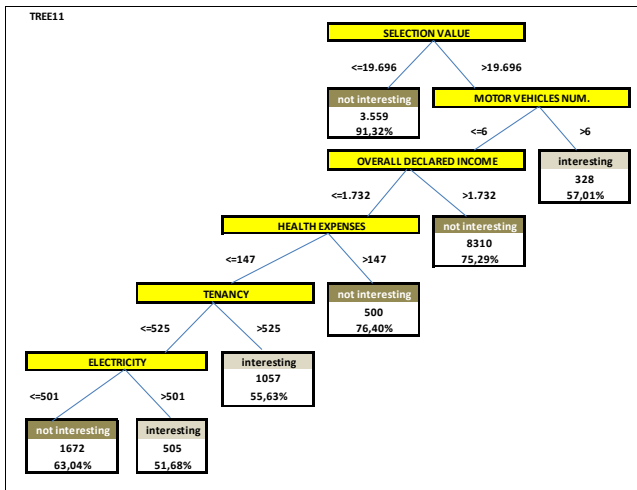 TREE11
SELECTION VALUE
<=19.696 >19.696
not interesting
3.559
91,32%
MOTOR VEHICLES NUM.
<=6 >6
OVERALL DECLARED INCOME
interesting
328
57,01%
<=1.732 >1.732
HEALTH EXPENSES
not interesting
8310
75,29%
<=147 >147
TENANCY
not interesting
500
76,40%
<=525 >525
ELECTRICITY
interesting
1057
55,63%
<=501 >501
not interesting
1672
63,04%
interesting
505
51,68%